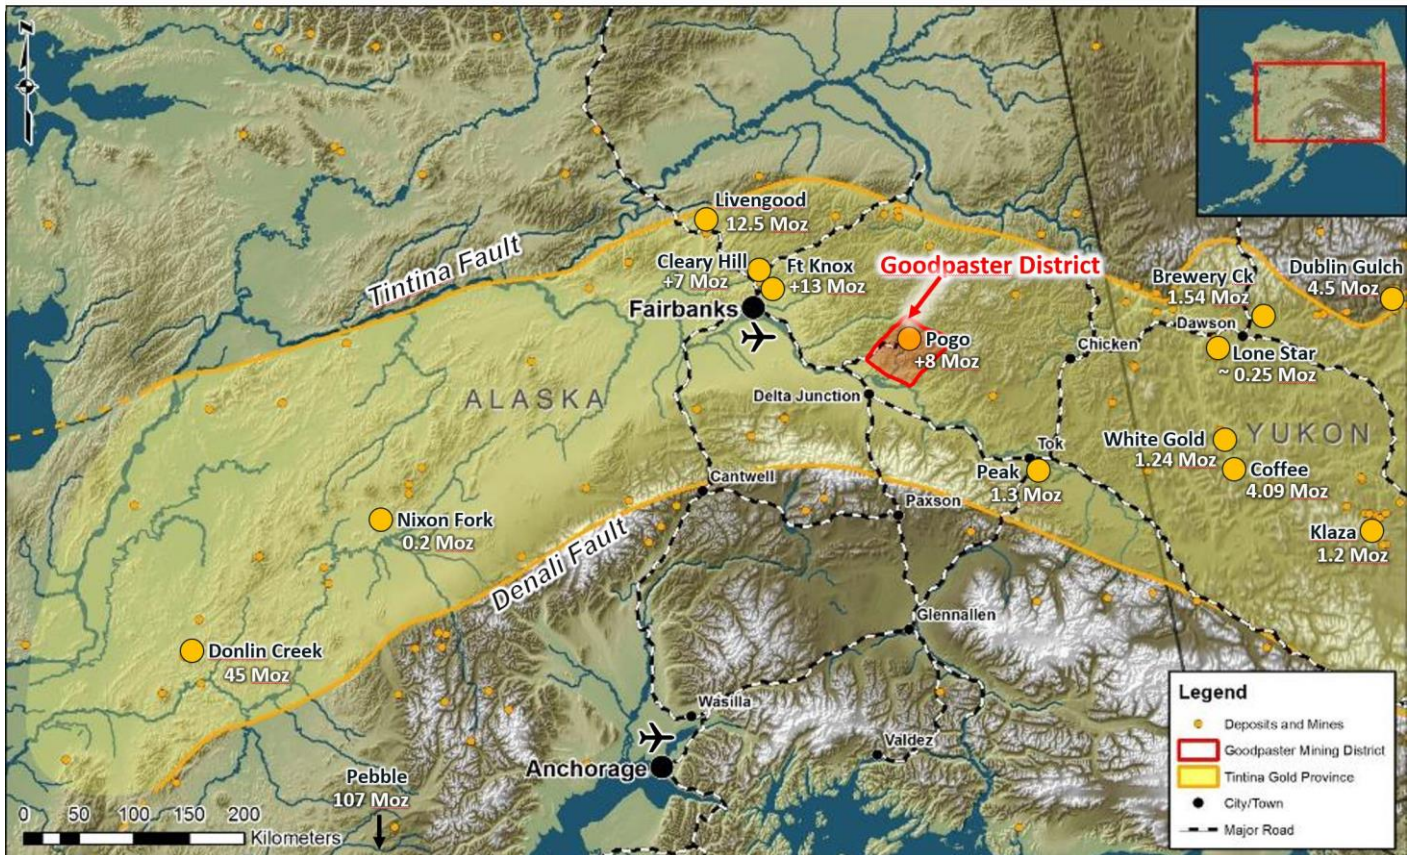 N
Livengood
12.5 Moz
Tintina Fault
Cleary Hill
+7 Moz
Ft Knox
+13 Moz
Goodpaster District
Brewery Ck
1.54 Moz
Dublin Gulch
4.5 Moz
Fairbanks
Pogo
+8 Moz
Chicken
Dawson
Lone Star
~ 0.25 Moz
ALASKA
Delta Junction
White Gold
1.24 Moz
YUKON
Tok
Peak
1.3 Moz
Coffee
4.09 Moz
Cantwell
Paxson
Nixon Fork
0.2 Moz
Klaza
1.2 Moz
Denali Fault
Glennallen
Donlin Creek
45 Moz
Wasilla
Valdez
Anchorage
Pebble
107 Moz
0 50 100 150 200
Kilometers
Legend
Deposits and Mines
Goodpaster Mining District
Tintina Gold Province
City/Town
Major Road